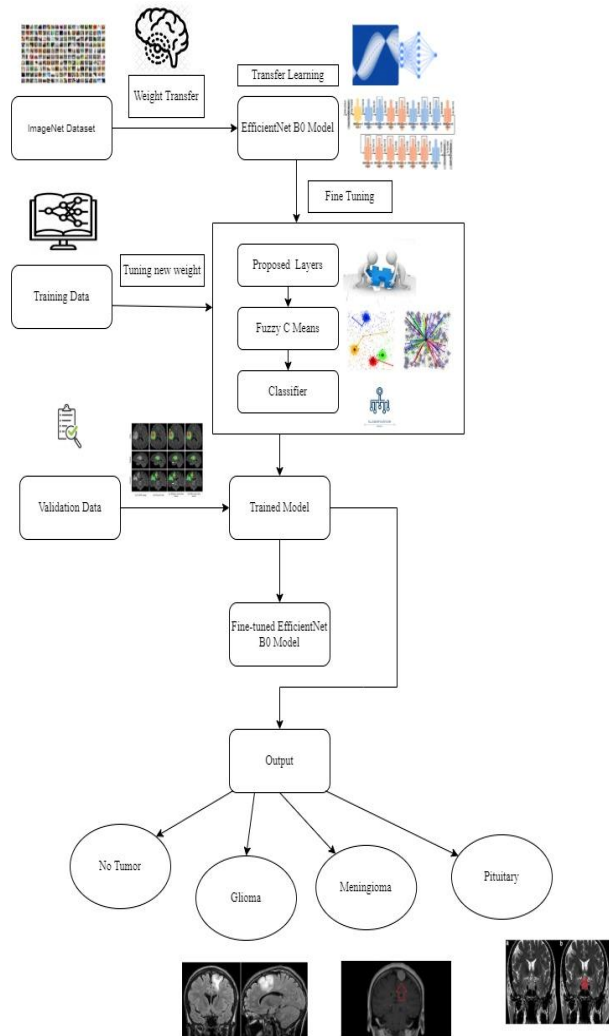 Weight Transfer
Transfer Learning
ImageNet Dataset
EfficientNet B0 Model
Fine Tuning
Tuning new weight
Training Data
Proposed Layers
Fuzzy C Means
Classifier
Validation Data
Trained Model
Fine-tuned EfficientNet
B0 Model
Output
No Tumor
Glioma
Meningioma
Pituitary